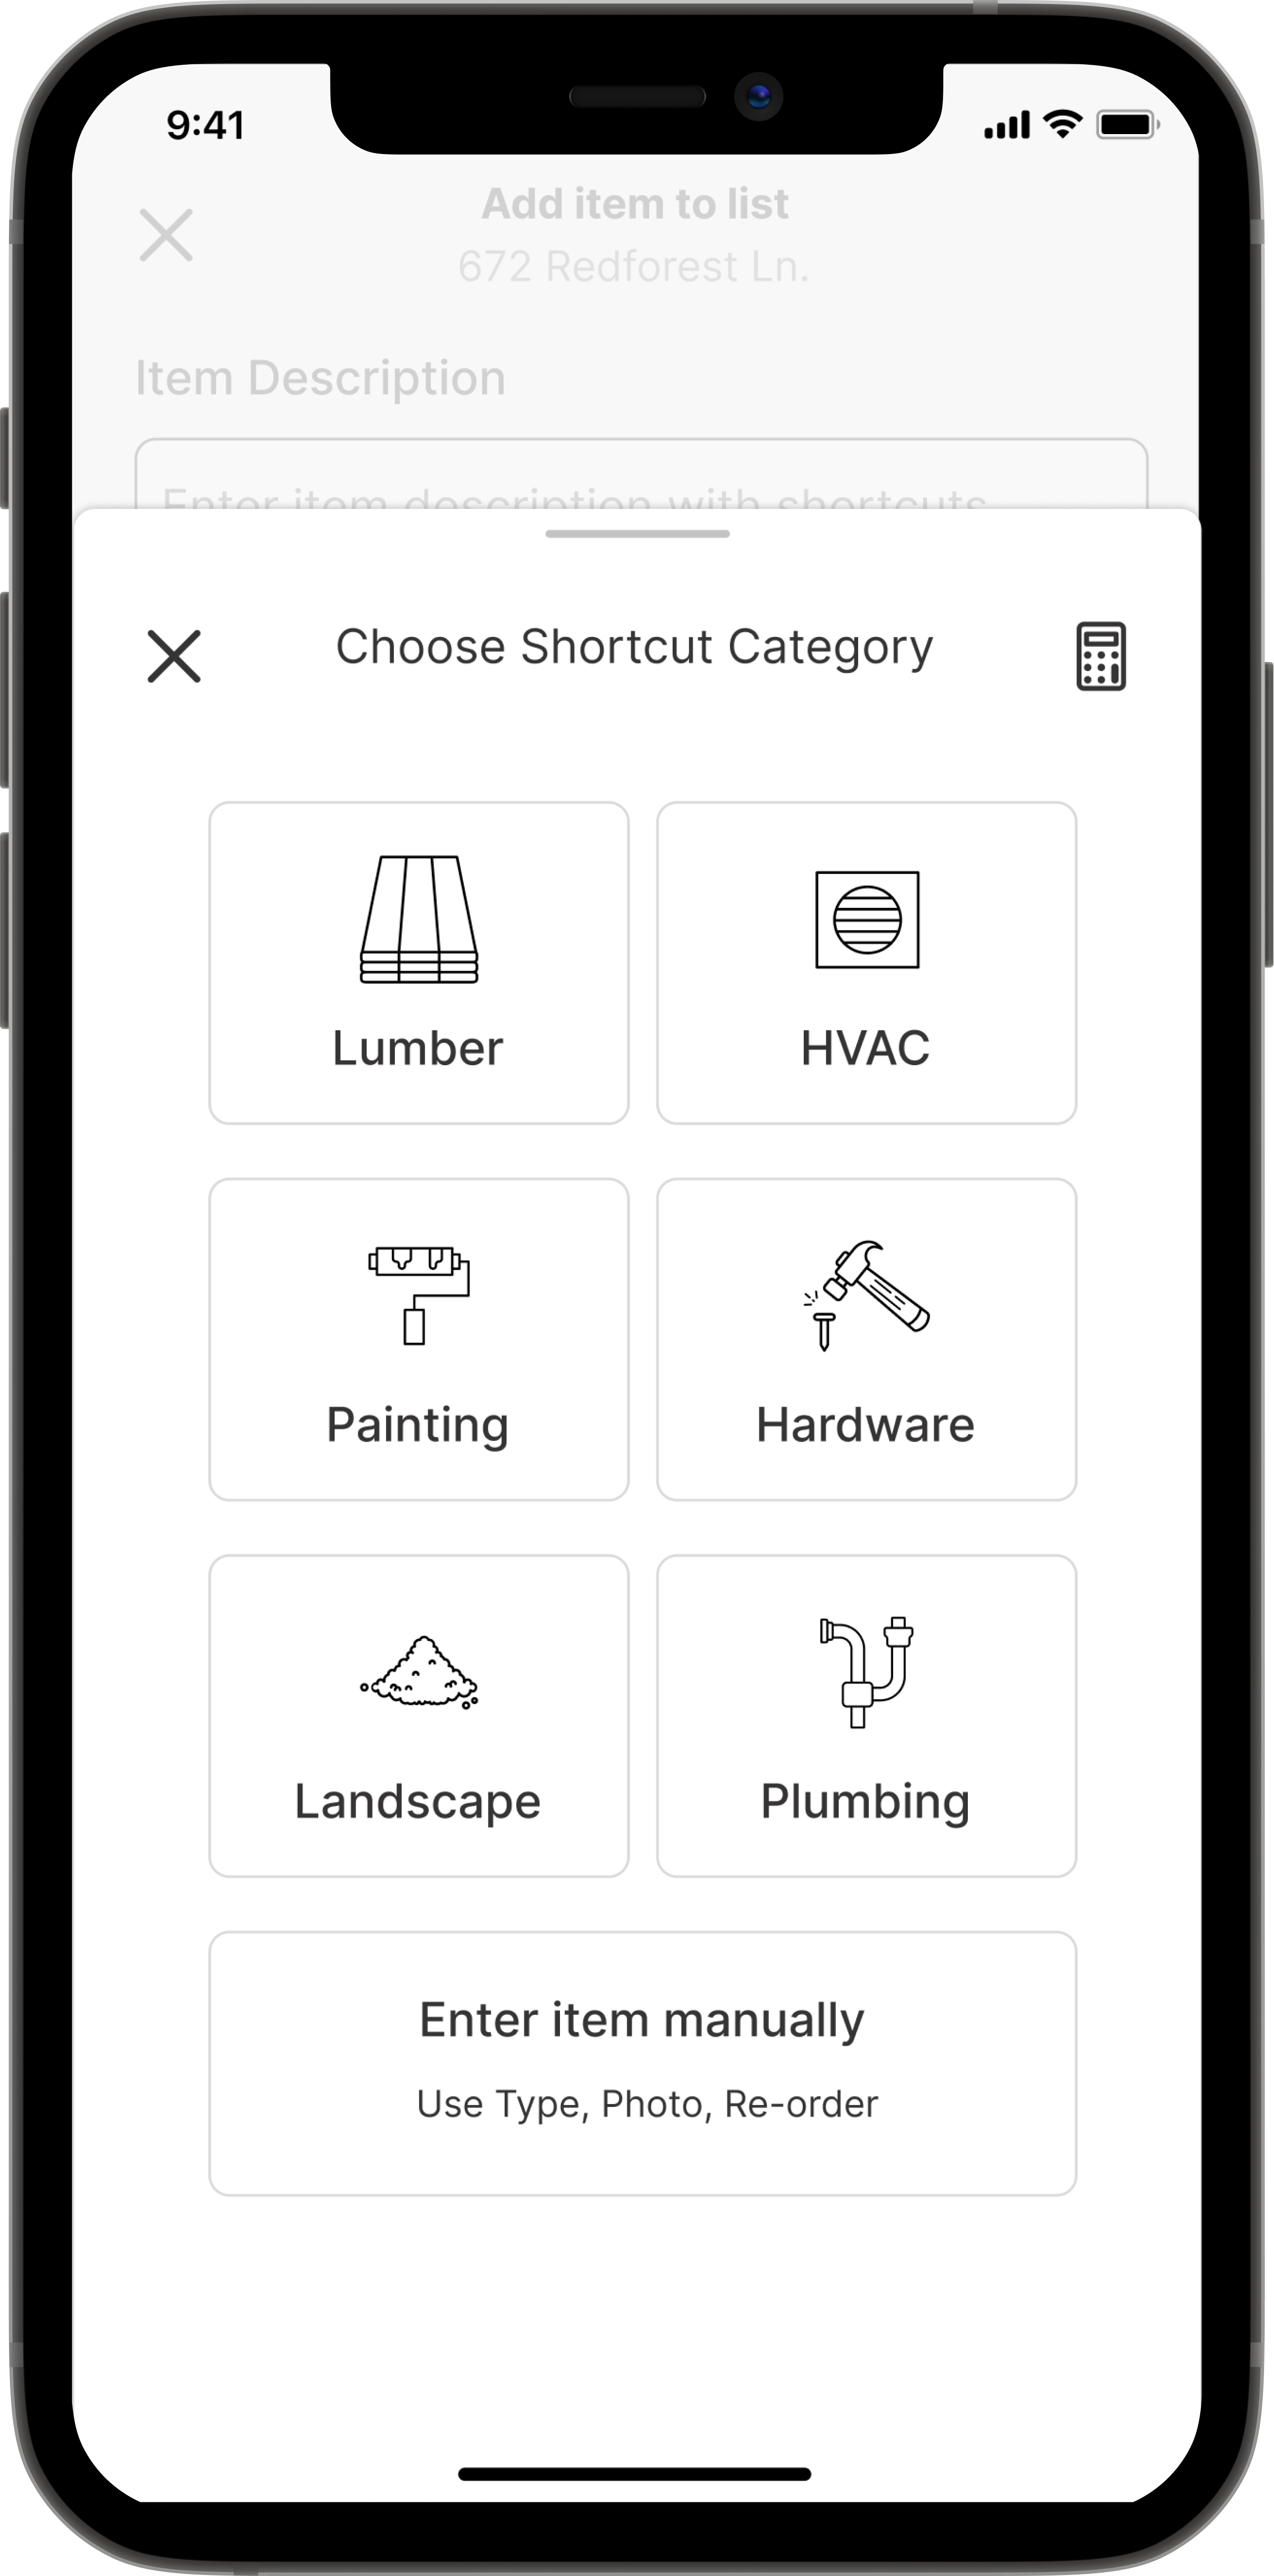 9:41
Add item to list
672 Redforest Ln.
Item Description
Enter item description with shortcuts
Choose Shortcut Category
Lumber
HVAC
Painting
Hardware
Landscape
Plumbing
Enter item manually
Use Type, Photo, Re-order